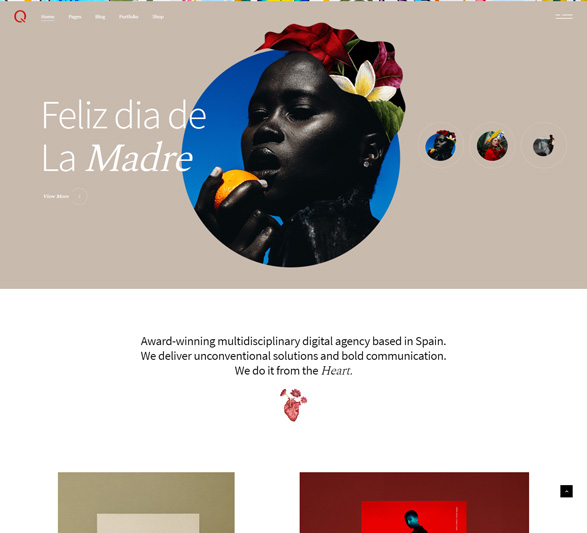 Q
Home Pages Blog Portfolio Shop
Feliz dia de
La Madre
View More
Award-winning multidisciplinary digital agency based in Spain.
We deliver unconventional solutions and bold communication.
We do it from the Heart.